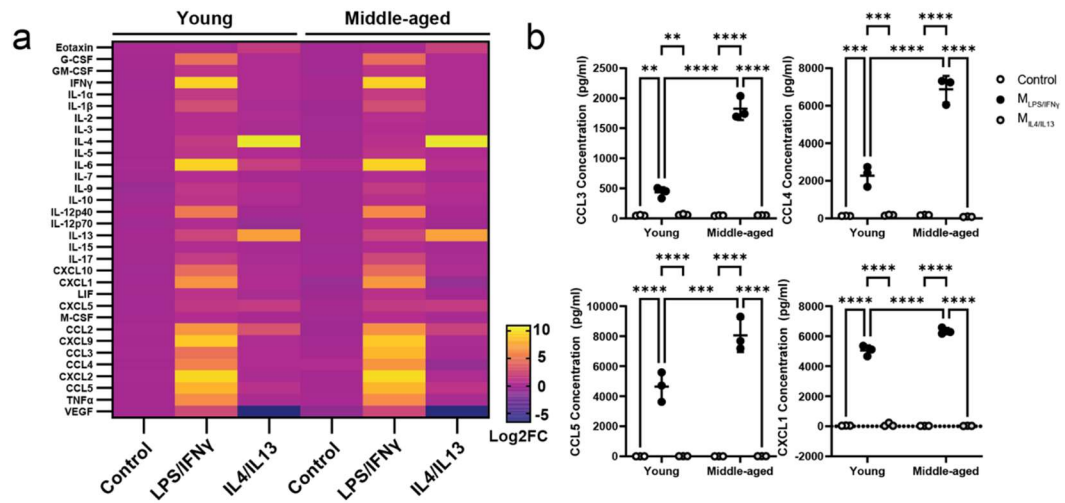 a
Young
Middle-aged
Eotaxin
G-CSF
GM-CSF
IFNγ
IL-1α
IL-1β
IL-2
IL-3
IL-4
IL-5
IL-6
IL-7
IL-9
IL-10
IL-12p40
IL-12p70
IL-13
IL-15
IL-17
CXCL10
CXCL1
LIF
CXCL5
M-CSF
CCL2
CXCL9
CCL3
CCL4
CXCL2
CCL5
TNFα
VEGF
Control
LPS/IFNγ
IL4/IL13
Control
LPS/IFNγ
IL4/IL13
10
5
0
-5
Log2FC
b
** ****
** **** ****
2500
2000
1500
1000
500
0
CCL3 Concentration (pg/ml)
Young
Middle-aged
*** ****
*** **** ****
8000
6000
4000
2000
0
CCL4 Concentration (pg/ml)
Young
Middle-aged
Control
MLPS/IFNγ
MIL4/IL13
**** ****
**** *** ****
10000
8000
6000
4000
2000
0
CCL5 Concentration (pg/ml)
Young
Middle-aged
**** ****
**** **** ****
8000
6000
4000
2000
0
-2000
CXCL1 Concentration (pg/ml)
Young
Middle-aged